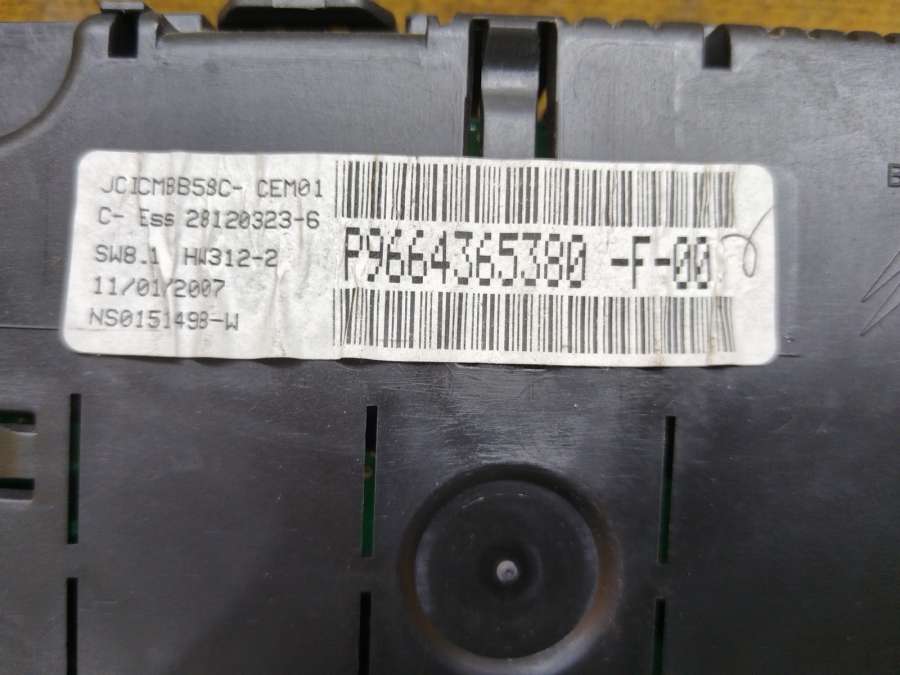 JCICMBB58C- CEM01
C- Ess 28120323-6
SW8.1 HW312-2
11/01/2007
NS0151498-W
P9664365380 -F-00